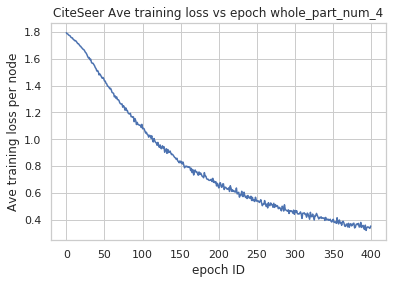 CiteSeer Ave training loss vs epoch whole_part_num_4
Ave training loss per node
1.8
1.6
1.4
1.2
1.0
0.8
0.6
0.4
0 50 100 150 200 250 300 350 400
epoch ID